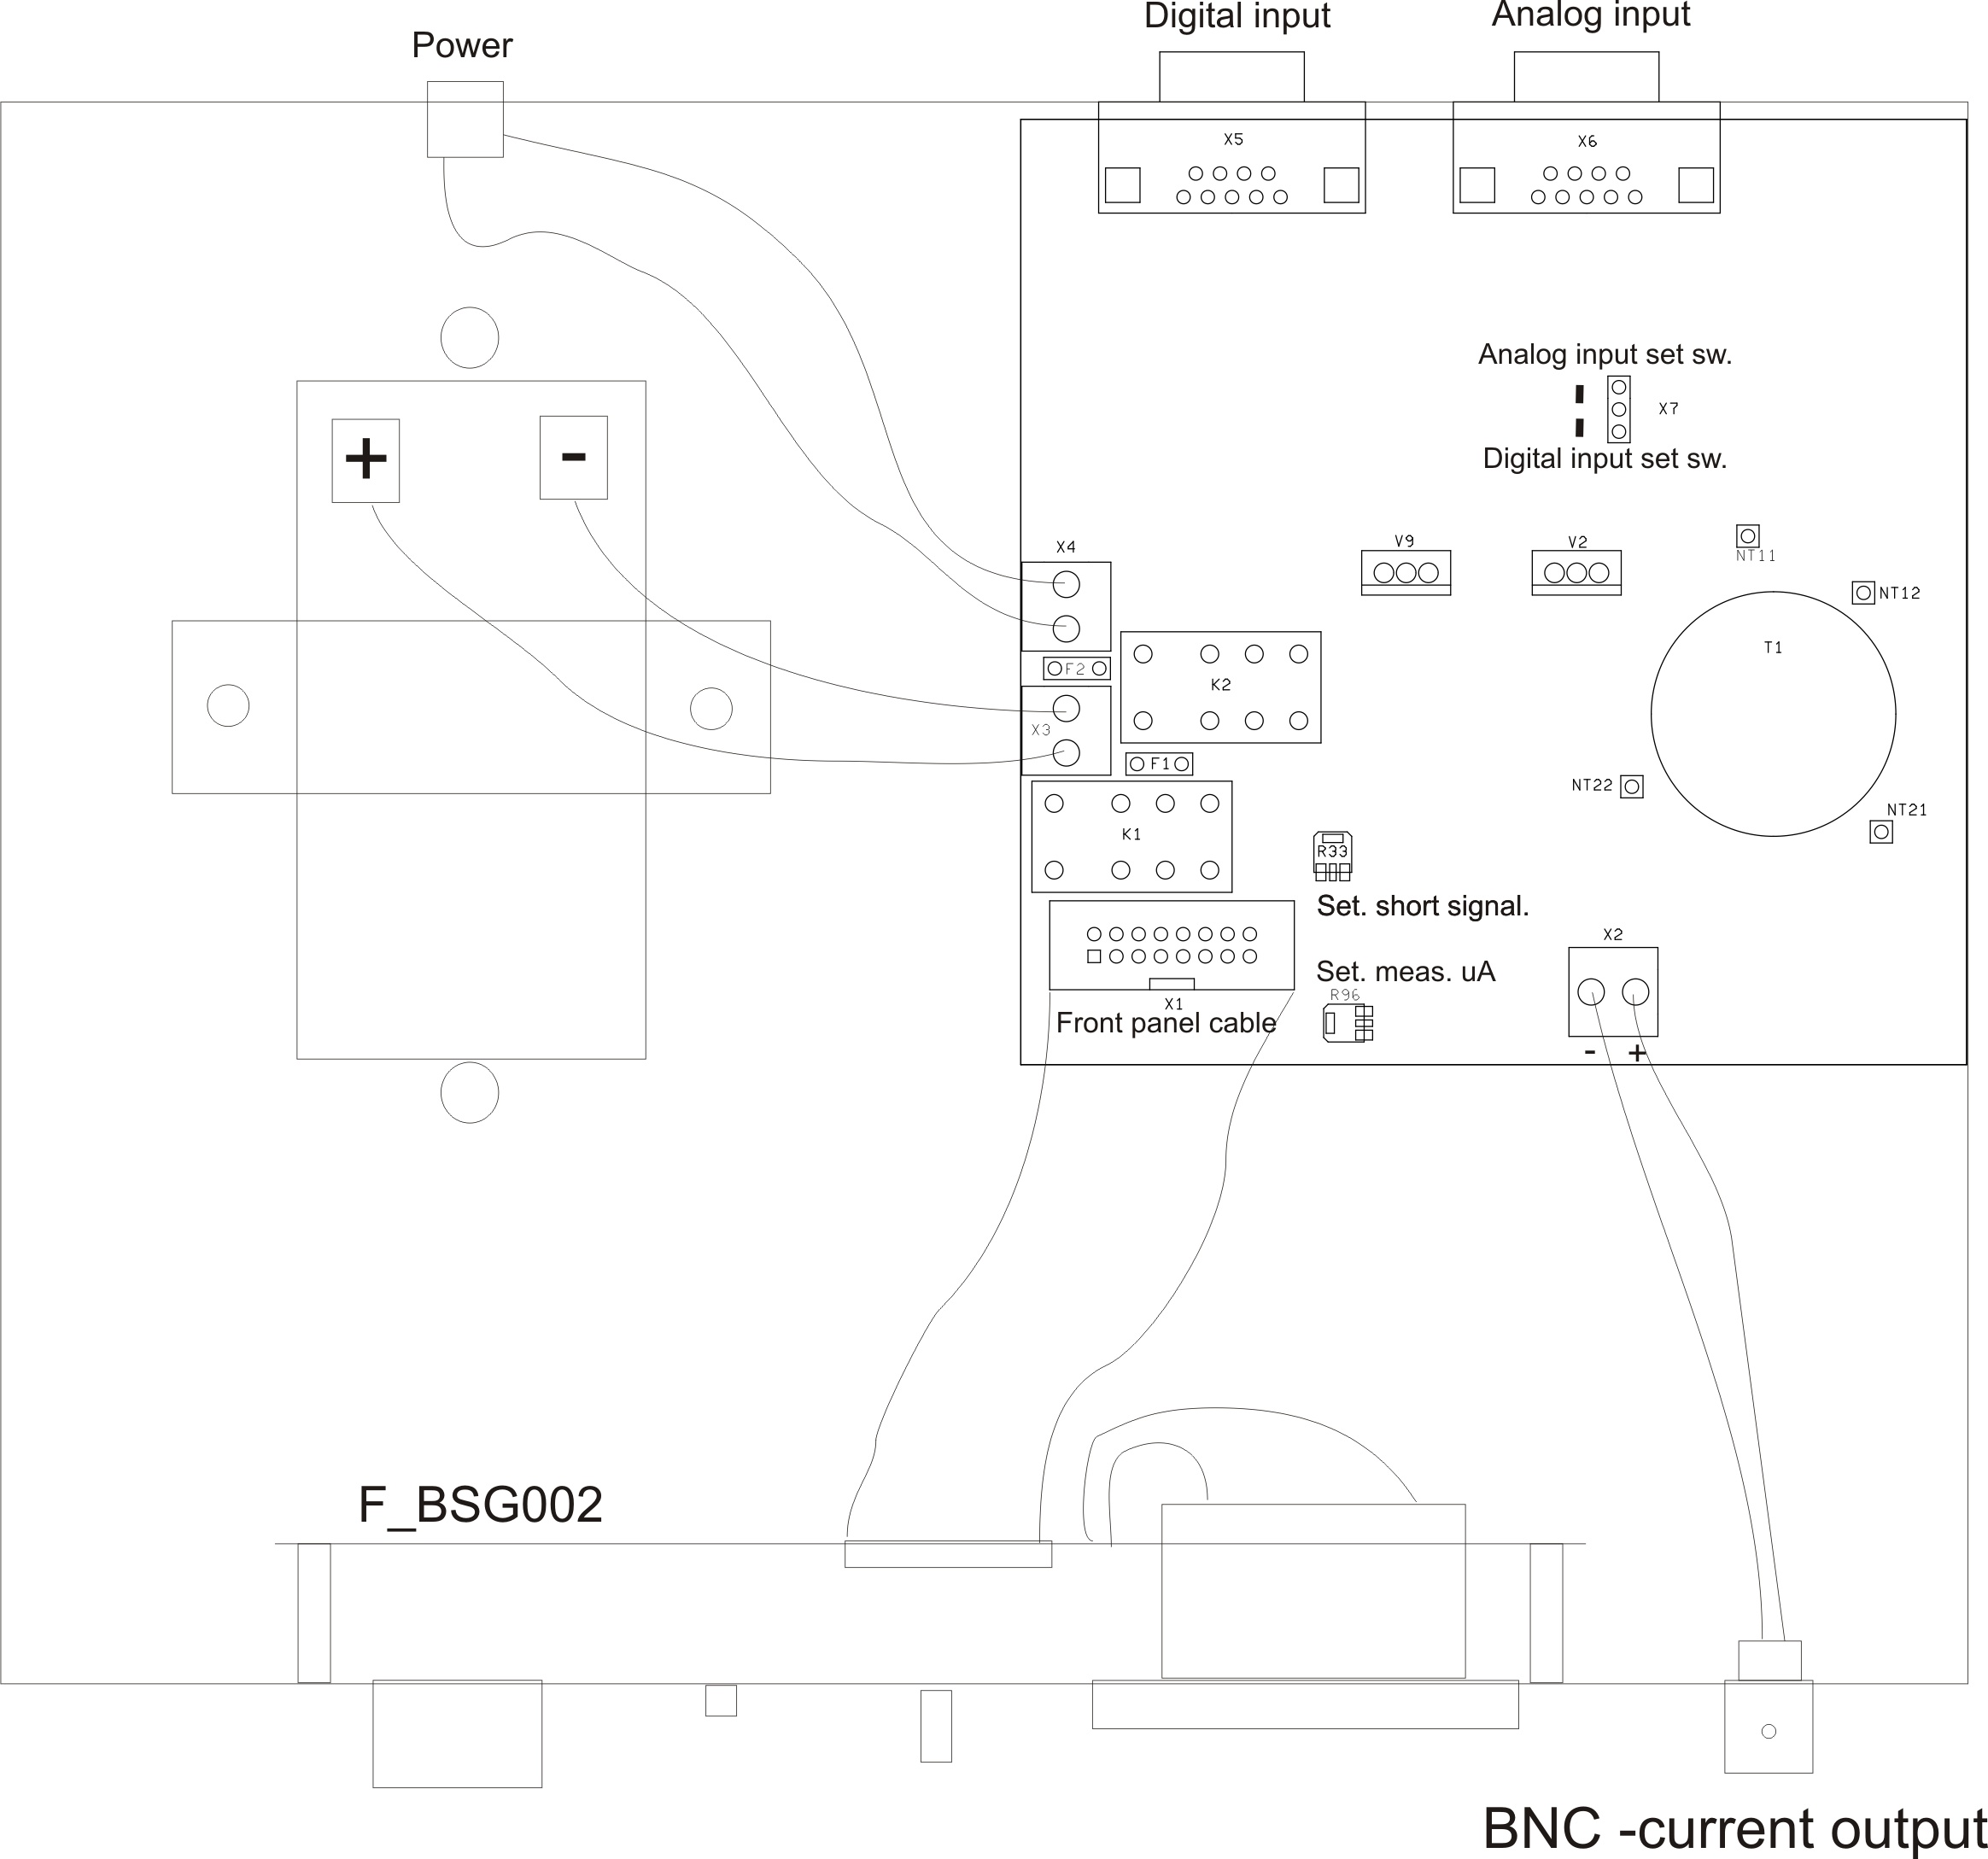 Digital input
Analog input
Power
X5
X6
Analog input set sw.
X7
Digital input set sw.
+
-
V9
V2
X4
NT11
NT12
F2
T1
K2
X3
F1
NT22
NT21
K1
R33
Set. short signal.
X2
Set. meas. uA
R96
X1
Front panel cable
- +
F_BSG002
BNC -current output